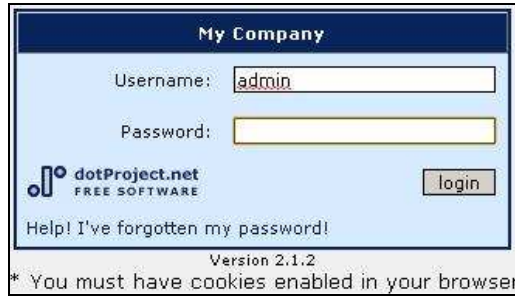 My Company
Username: admin
Password:
dotProject.net
FREE SOFTWARE
login
Help! I've forgotten my password!
Version 2.1.2
* You must have cookies enabled in your browser